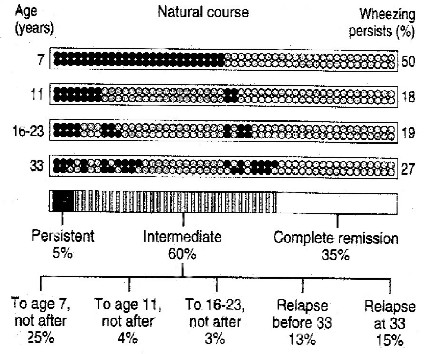 Age
(years)
Natural course
Wheezing
persists (%)
7
50
11
18
16-23
19
33
27
Persistent
5%
Intermediate
60%
Complete remission
35%
To age 7,
not after
25%
To age 11,
not after
4%
To 16-23,
not after
3%
Relapse
before 33
13%
Relapse
at 33
15%